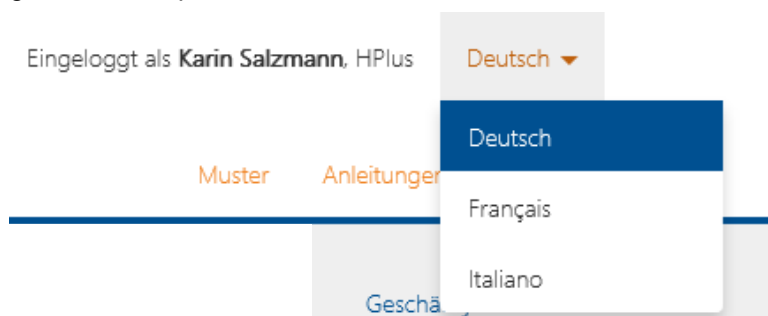 Eingeloggt als Karin Salzmann, HPlus Deutsch
Deutsch
Muster
Français
Italiano